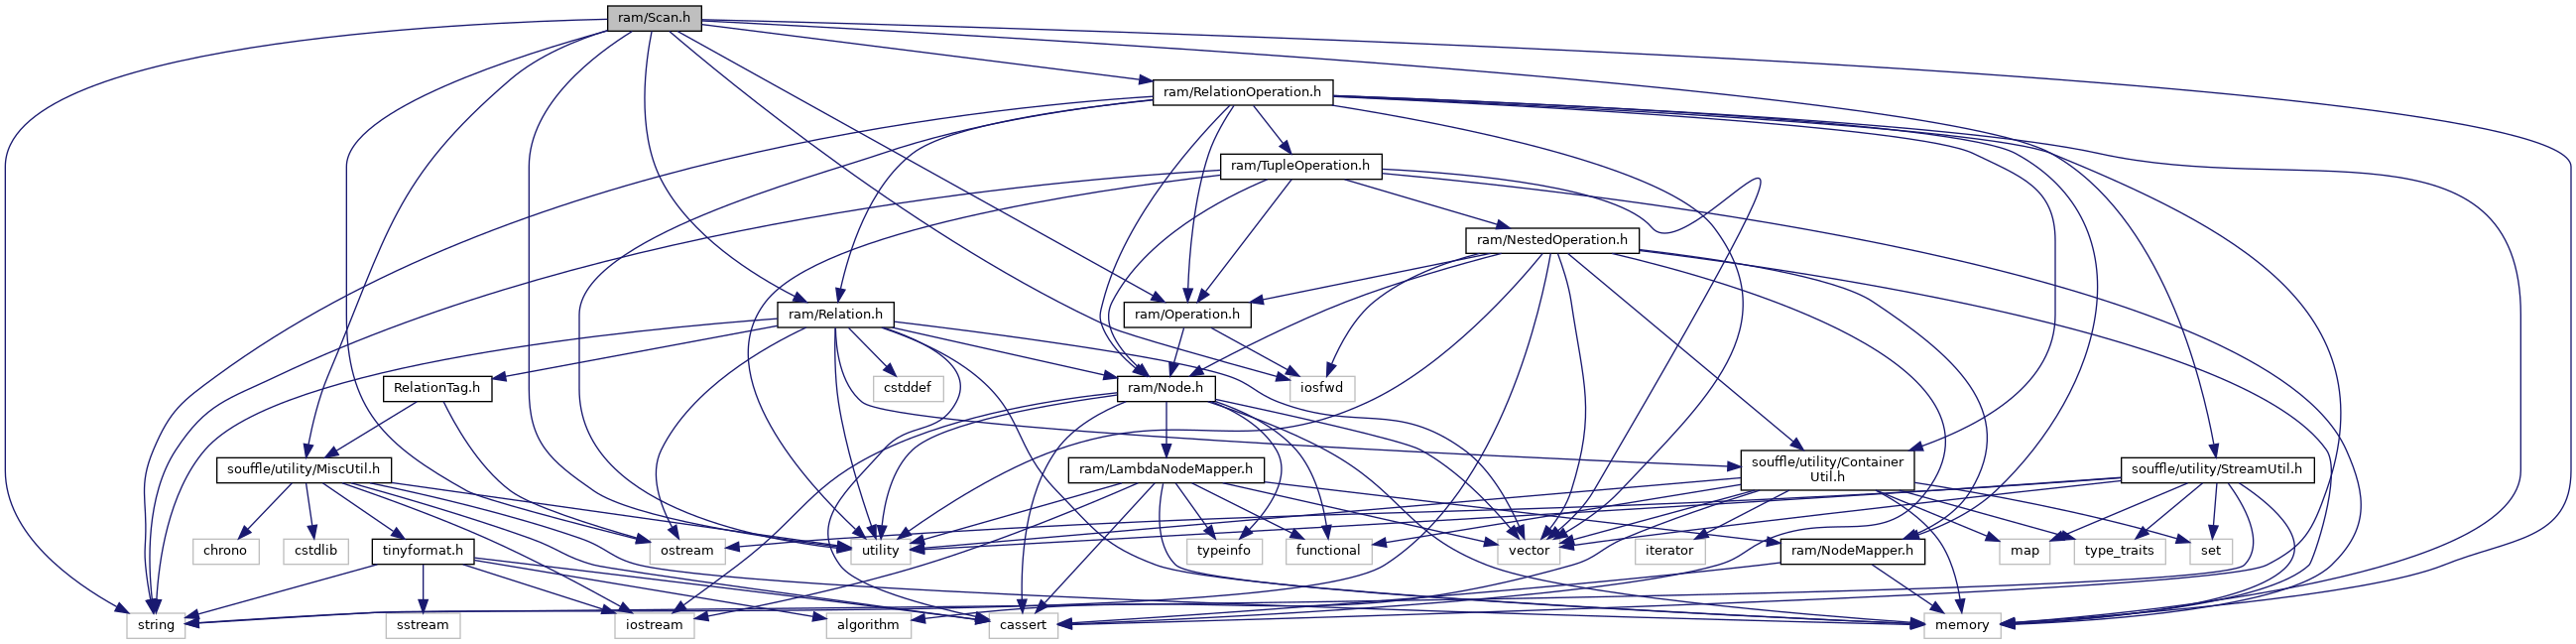 ram/Scan.h
ram/RelationOperation.h
ram/TupleOperation.h
ram/NestedOperation.h
ram/Relation.h
ram/Operation.h
RelationTag.h
cstddef
ram/Node.h
iosfwd
souffle/utility/MiscUtil.h
ram/LambdaNodeMapper.h
souffle/utility/Container
Util.h
souffle/utility/StreamUtil.h
chrono
cstdlib
tinyformat.h
ostream
utility
typeinfo
functional
vector
iterator
ram/NodeMapper.h
map
type_traits
set
string
sstream
iostream
algorithm
cassert
memory